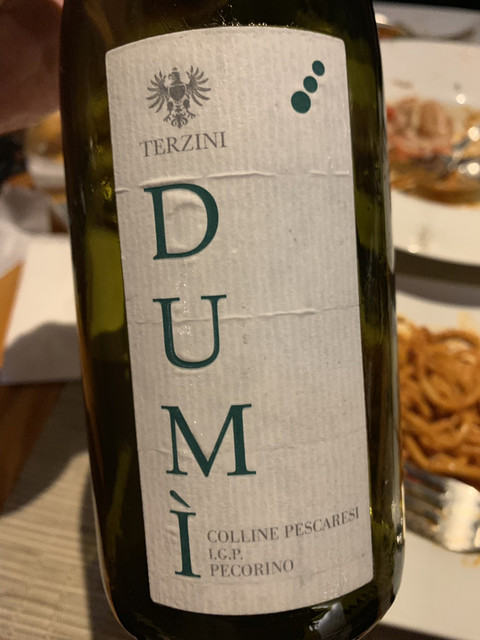 TERZINI
D
U
M
Ì
COLLINE PESCARESI
I.G.P.
PECORINO